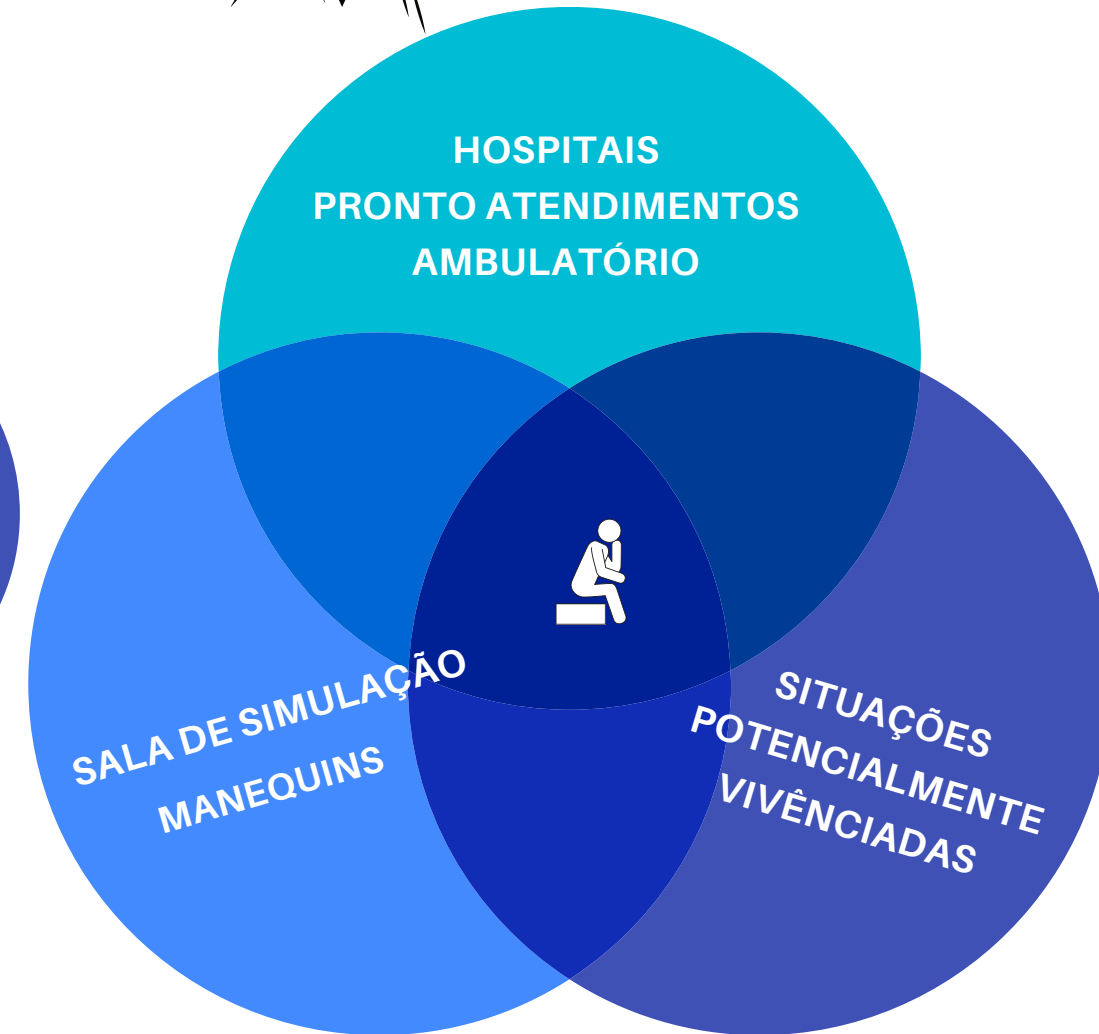 HOSPITAIS
PRONTO ATENDIMENTOS
AMBULATÓRIO
SALA DE SIMULAÇÃO
MANEQUINS
SITUAÇÕES
POTENCIALMENTE
VIVÊNCIADAS